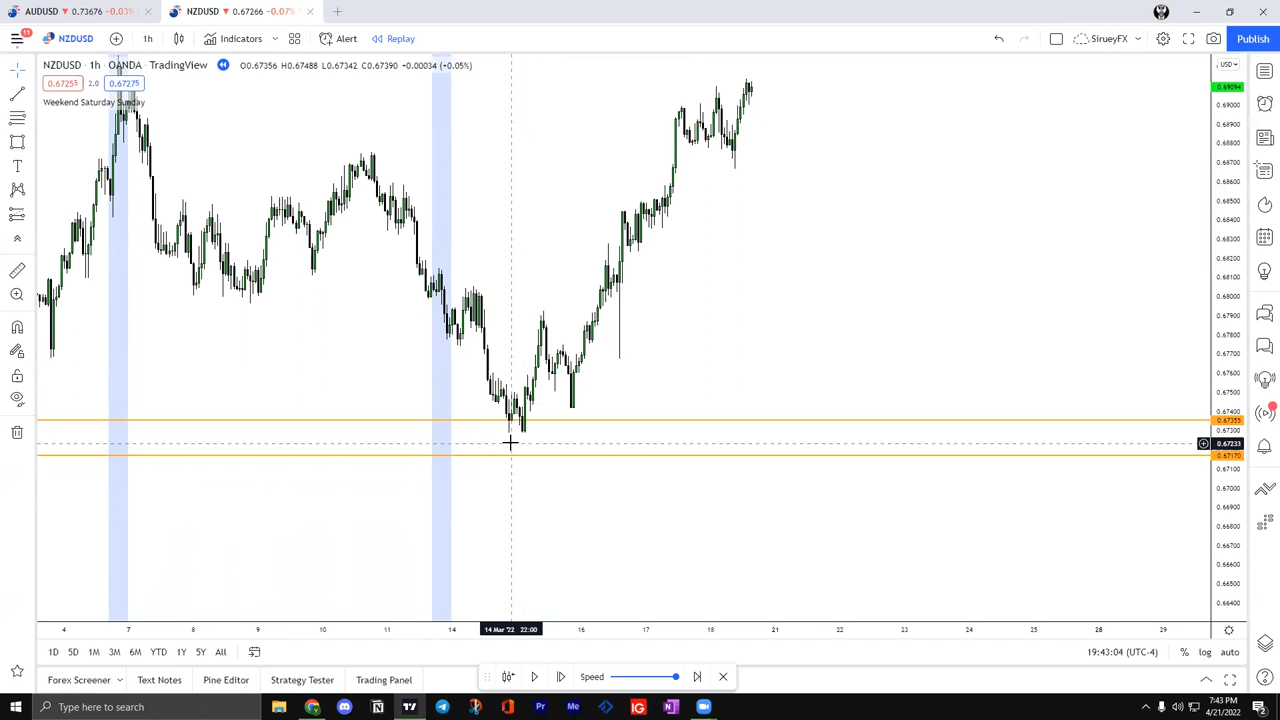 AUDUSD ▼ 0.73676 −0.03%
NZDUSD ▼ 0.67266 −0.07%
11
NZDUSD
1h
Indicators
Alert
Replay
SirueyFX
Publish
NZDUSD · 1h · OANDA · TradingView
O0.67356 H0.67488 L0.67342 C0.67390 +0.00034 (+0.05%)
0.67255
2.0
0.67275
Weekend Saturday Sunday
USD
0.69094
0.69000
0.68900
0.68800
0.68700
0.68600
0.68500
0.68400
0.68300
0.68200
0.68100
0.68000
0.67900
0.67800
0.67700
0.67600
0.67500
0.67400
0.67355
0.67300
0.67233
0.67170
0.67100
0.67000
0.66900
0.66800
0.66700
0.66600
0.66500
0.66400
4 7 8 9 10 11 14 14 Mar '22 22:00 16 17 18 21 22 23 24 25 28 29
1D 5D 1M 3M 6M YTD 1Y 5Y All
19:43:04 (UTC-4) % log auto
Forex Screener Text Notes Pine Editor Strategy Tester Trading Panel
Speed
Type here to search
Pr
Me
IG
N
7:43 PM
4/21/2022
2